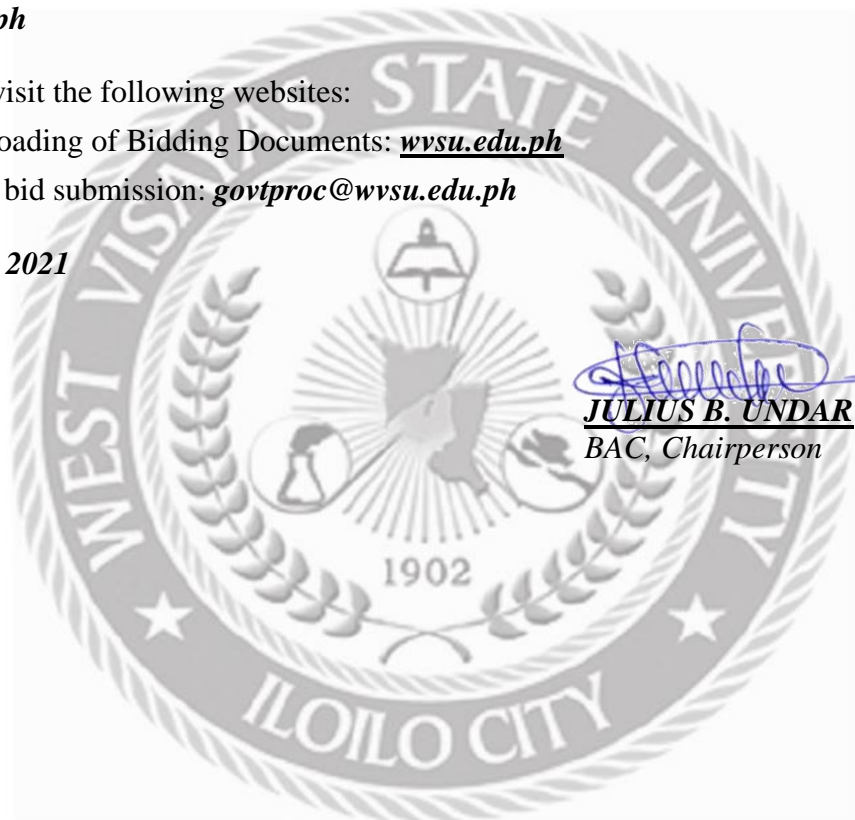 ph
visit the following websites:
oading of Bidding Documents: wvsu.edu.ph
bid submission: govtproc@wvsu.edu.ph
2021
JULIUS B. UNDAR
BAC, Chairperson
WEST VISAYAS STATE UNIVERSITY
1902
ILOILO CITY